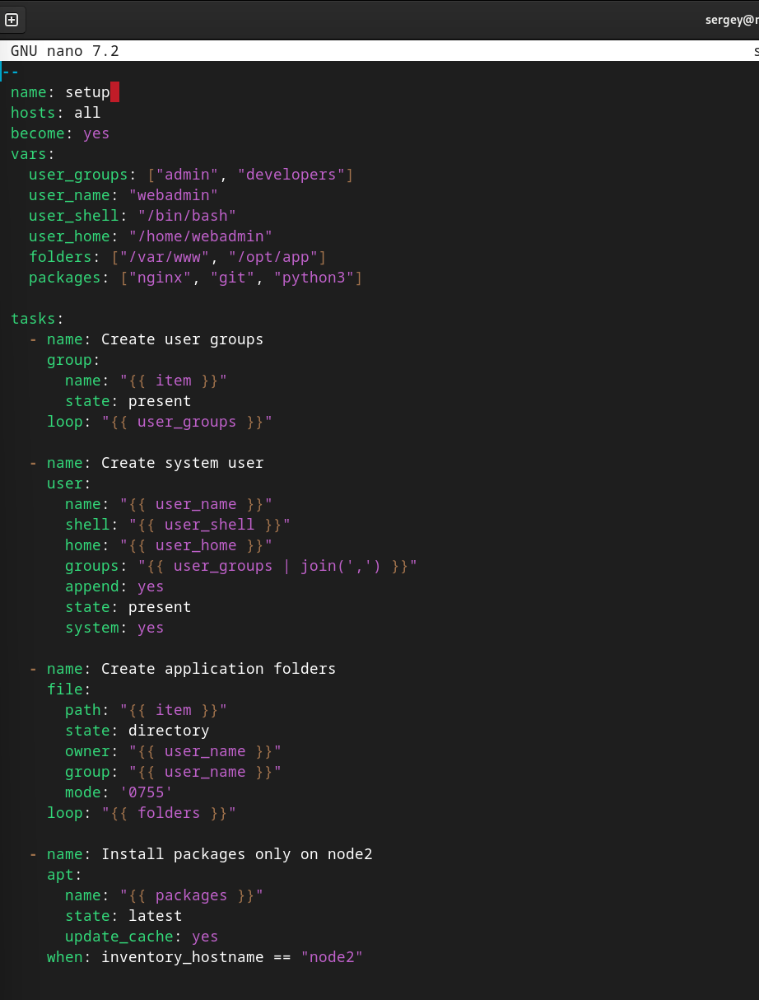 sergey@
GNU nano 7.2
--
name: setup
hosts: all
become: yes
vars:
  user_groups: ["admin", "developers"]
  user_name: "webadmin"
  user_shell: "/bin/bash"
  user_home: "/home/webadmin"
  folders: ["/var/www", "/opt/app"]
  packages: ["nginx", "git", "python3"]

tasks:
  - name: Create user groups
    group:
      name: "{{ item }}"
      state: present
    loop: "{{ user_groups }}"

  - name: Create system user
    user:
      name: "{{ user_name }}"
      shell: "{{ user_shell }}"
      home: "{{ user_home }}"
      groups: "{{ user_groups | join(',') }}"
      append: yes
      state: present
      system: yes

  - name: Create application folders
    file:
      path: "{{ item }}"
      state: directory
      owner: "{{ user_name }}"
      group: "{{ user_name }}"
      mode: '0755'
    loop: "{{ folders }}"

  - name: Install packages only on node2
    apt:
      name: "{{ packages }}"
      state: latest
      update_cache: yes
    when: inventory_hostname == "node2"